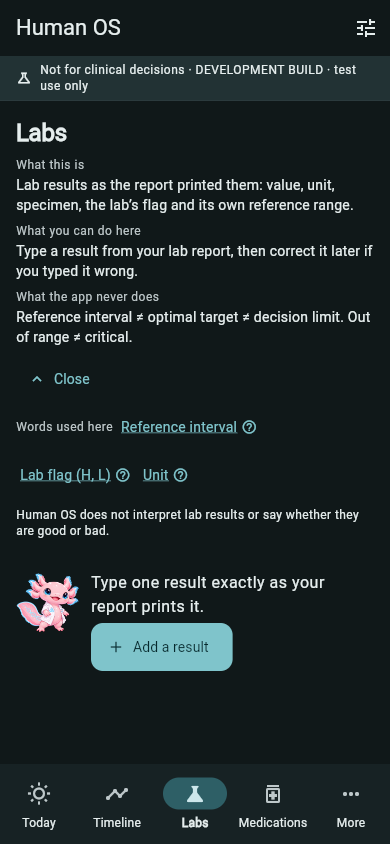 Human OS
Not for clinical decisions · DEVELOPMENT BUILD · test
use only
Labs
What this is
Lab results as the report printed them: value, unit,
specimen, the lab's flag and its own reference range.
What you can do here
Type a result from your lab report, then correct it later if
you typed it wrong.
What the app never does
Reference interval ≠ optimal target ≠ decision limit. Out
of range ≠ critical.
Close
Words used here Reference interval ?
Lab flag (H, L) ? Unit ?
Human OS does not interpret lab results or say whether they
are good or bad.
Type one result exactly as your
report prints it.
+ Add a result
Today Timeline Labs Medications More